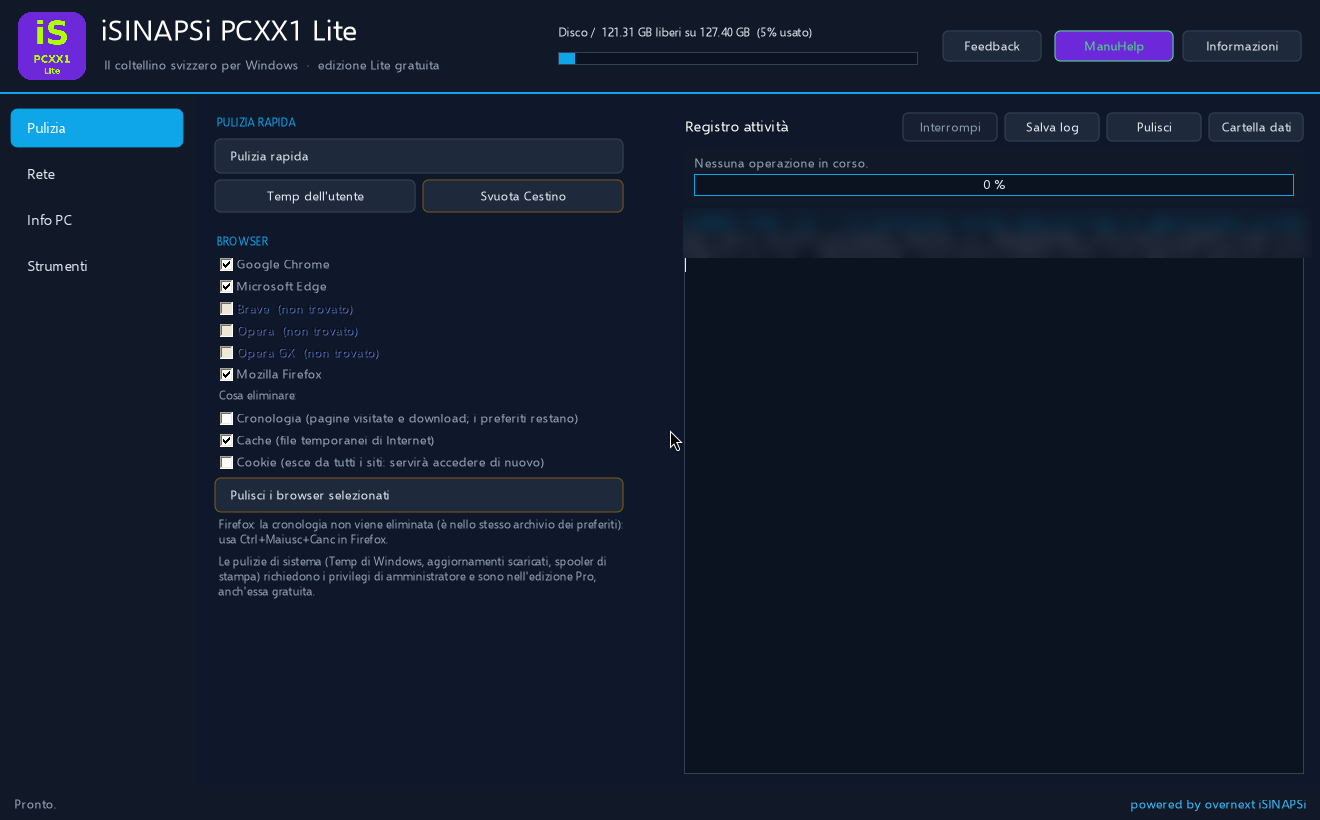 iS
PCXX1
Lite
iSINAPSi PCXX1 Lite
Il coltellino svizzero per Windows · edizione Lite gratuita
Disco / 121.31 GB liberi su 127.40 GB (5% usato)
Feedback
ManuHelp
Informazioni
Pulizia
Rete
Info PC
Strumenti
PULIZIA RAPIDA
Pulizia rapida
Temp dell'utente
Svuota Cestino
BROWSER
Google Chrome
Microsoft Edge
Brave (non trovato)
Opera (non trovato)
Opera GX (non trovato)
Mozilla Firefox
Cosa eliminare:
Cronologia (pagine visitate e download; i preferiti restano)
Cache (file temporanei di Internet)
Cookie (esce da tutti i siti: servirà accedere di nuovo)
Pulisci i browser selezionati
Firefox: la cronologia non viene eliminata (è nello stesso archivio dei preferiti):
usa Ctrl+Maiusc+Canc in Firefox.
Le pulizie di sistema (Temp di Windows, aggiornamenti scaricati, spooler di
stampa) richiedono i privilegi di amministratore e sono nell'edizione Pro,
anch'essa gratuita.
Registro attività
Interrompi
Salva log
Pulisci
Cartella dati
Nessuna operazione in corso.
0 %
Pronto.
powered by overnext iSINAPSi